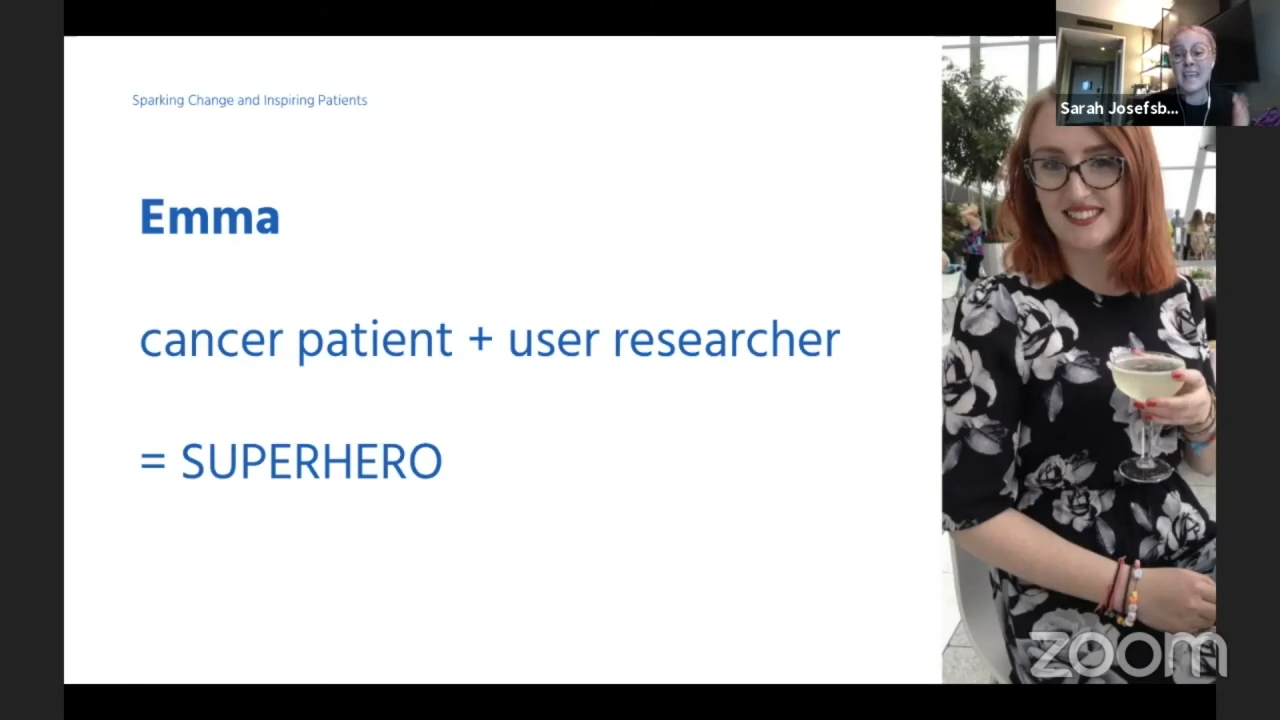 Sparking Change and Inspiring Patients
Sarah Josefsb...
Emma
cancer patient + user researcher
= SUPERHERO
zoom